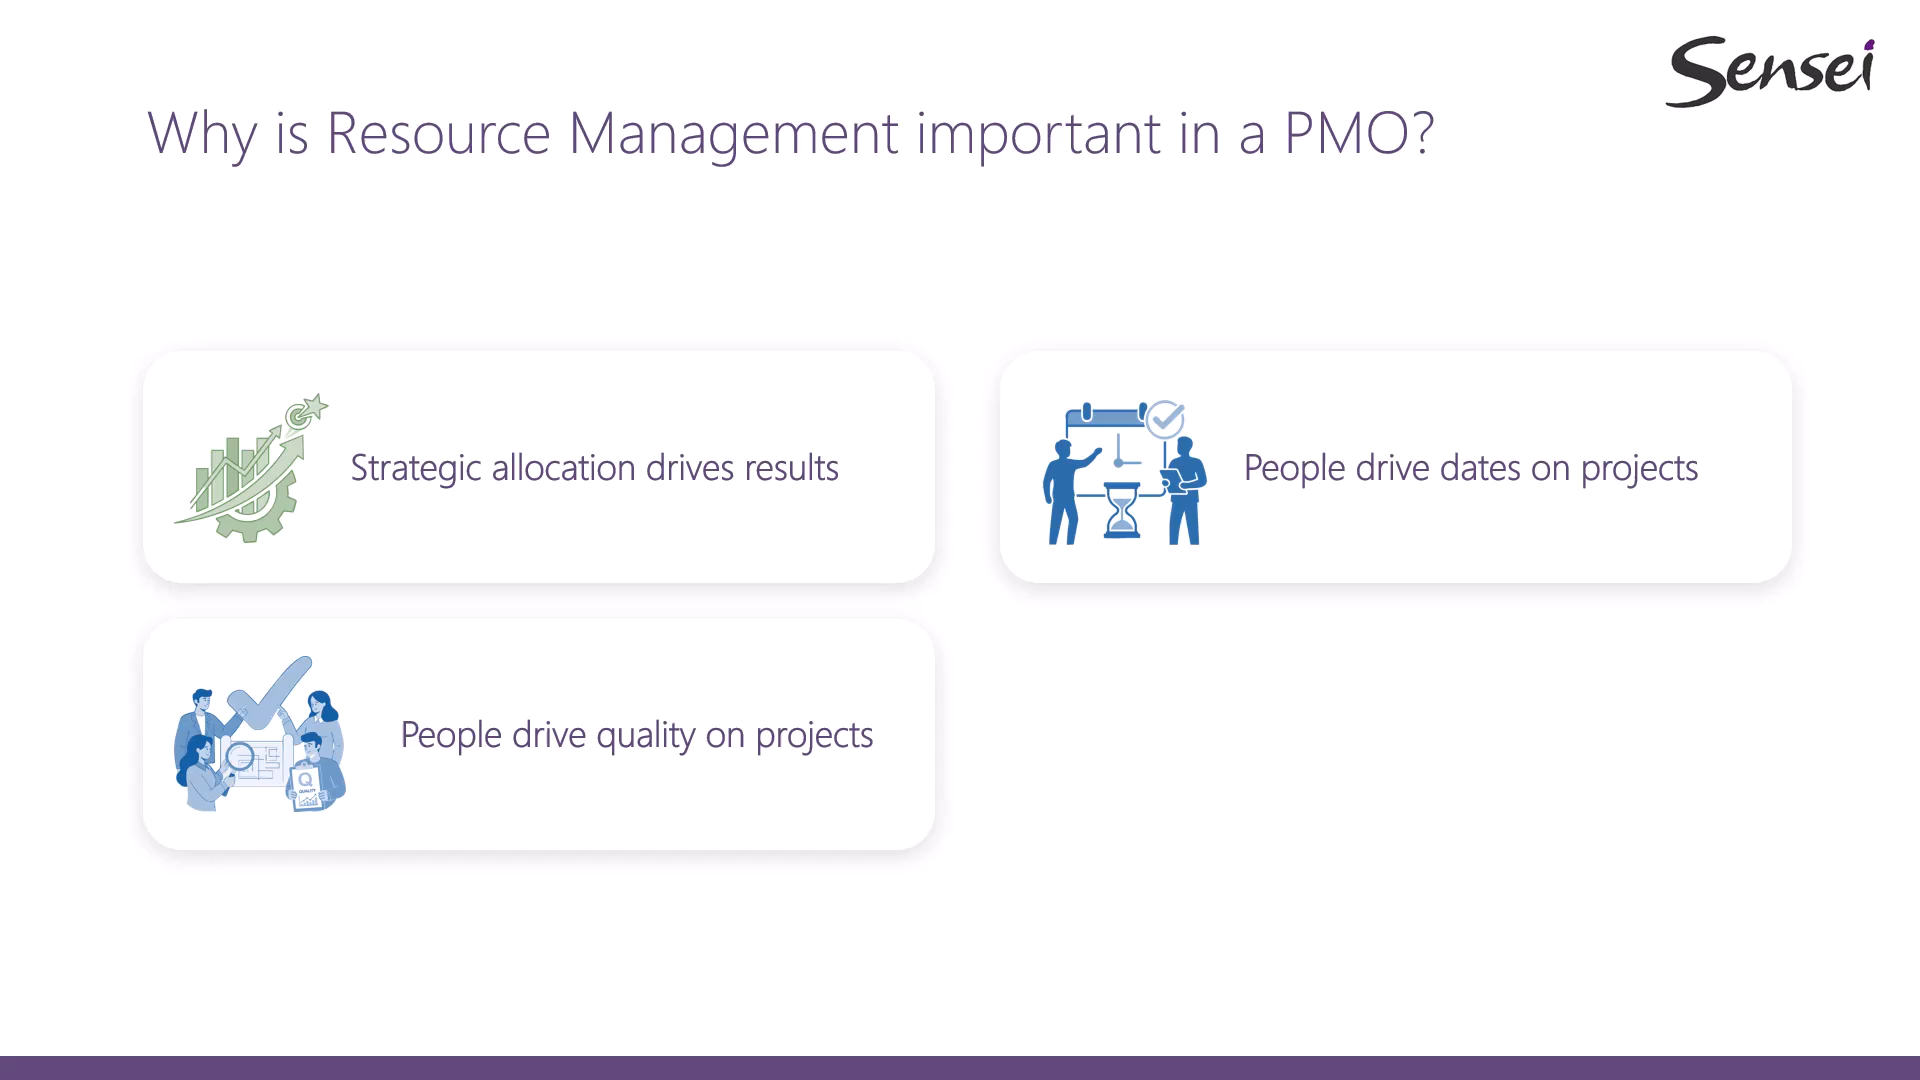 Sensei
Why is Resource Management important in a PMO?
Strategic allocation drives results
People drive dates on projects
People drive quality on projects
Q
QUALITY